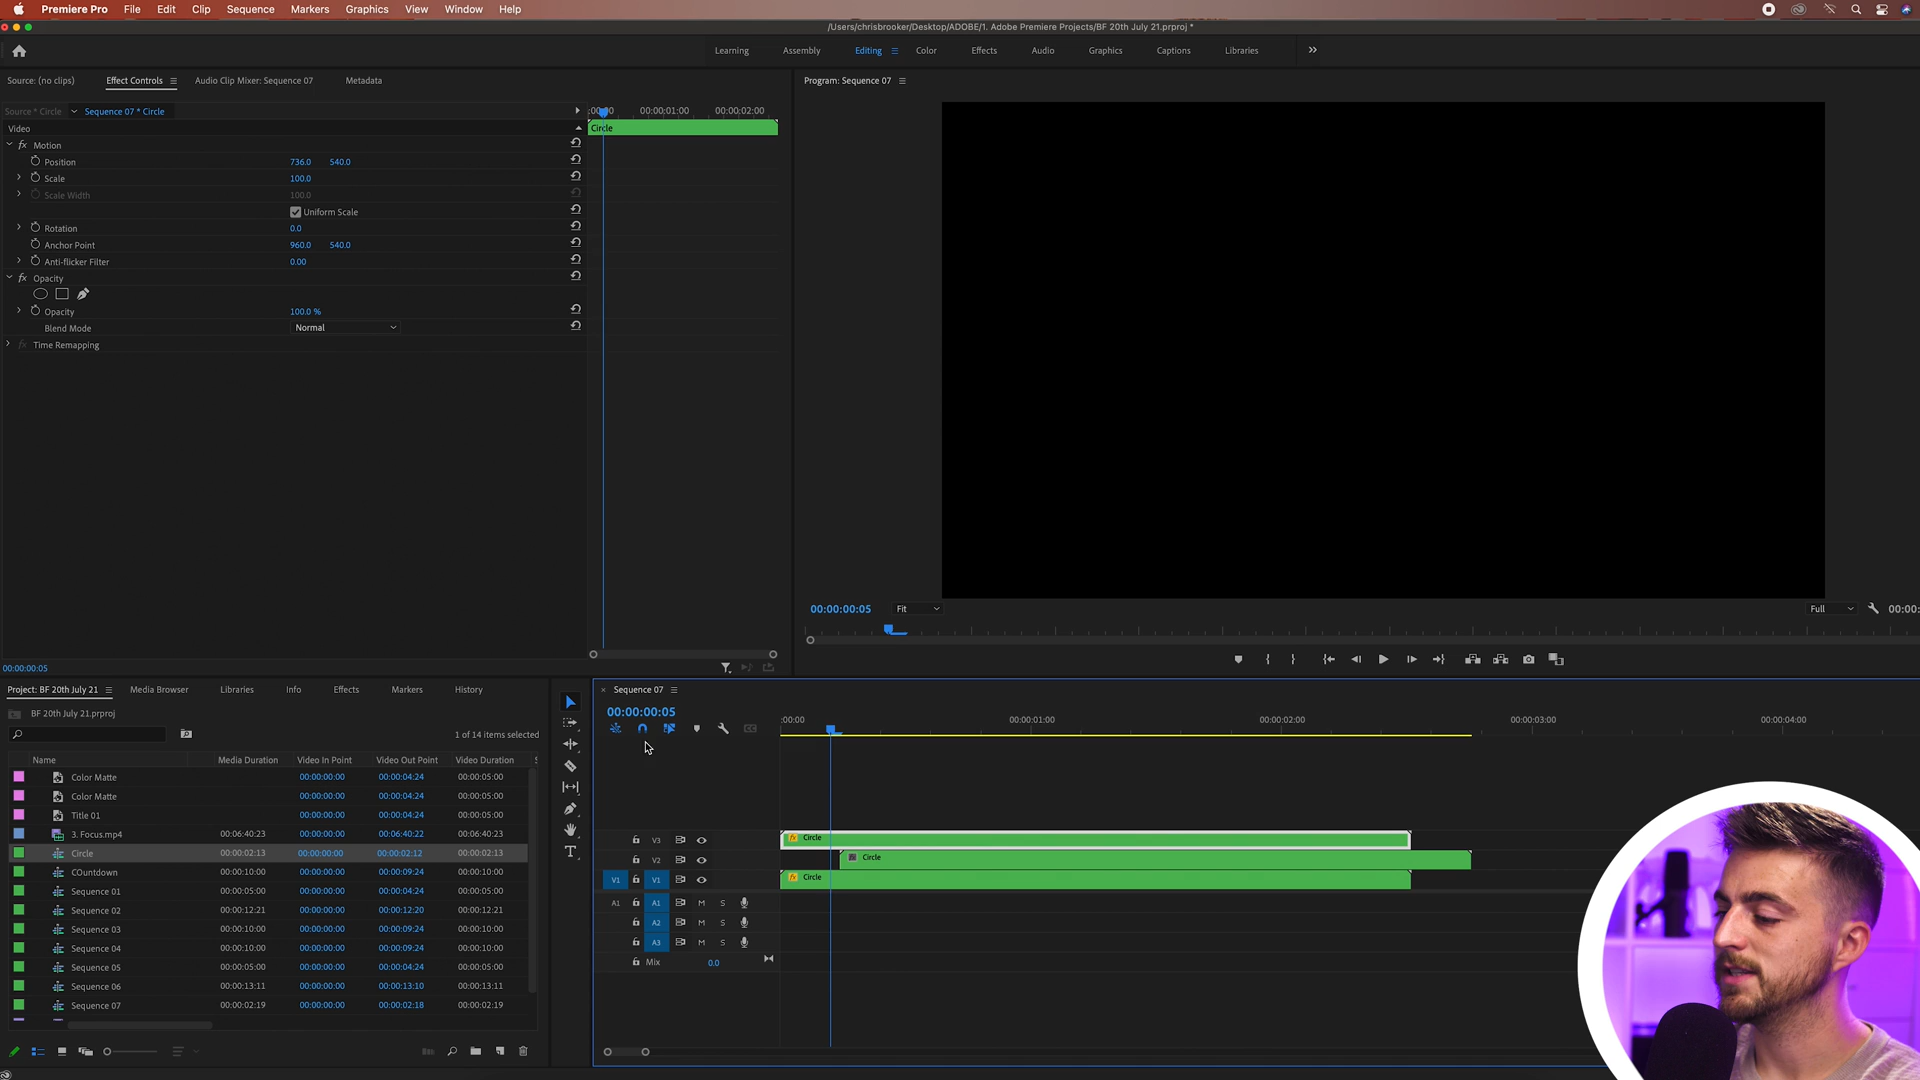 Premiere Pro File Edit Clip Sequence Markers Graphics View Window Help
/Users/chrisbrooker/Desktop/ADOBE/1. Adobe Premiere Projects/BF 20th July 21.prproj *
Learning Assembly Editing Color Effects Audio Graphics Captions Libraries
Source: (no clips) Effect Controls Audio Clip Mixer: Sequence 07 Metadata
Program: Sequence 07
Source * Circle Sequence 07 * Circle
:00:00 00:00:01:00 00:00:02:00
Video
Circle
Motion
Position 736.0 540.0
Scale 100.0
Scale Width 100.0
Uniform Scale
Rotation 0.0
Anchor Point 960.0 540.0
Anti-flicker Filter 0.00
Opacity
Opacity 100.0 %
Blend Mode Normal
Time Remapping
00:00:00:05 Fit Full 00:00:
00:00:00:05
Project: BF 20th July 21 Media Browser Libraries Info Effects Markers History
BF 20th July 21.prproj
1 of 14 items selected
Name Media Duration Video In Point Video Out Point Video Duration
Color Matte 00:00:00:00 00:00:04:24 00:00:05:00
Color Matte 00:00:00:00 00:00:04:24 00:00:05:00
Title 01 00:00:00:00 00:00:04:24 00:00:05:00
3. Focus.mp4 00:06:40:23 00:00:00:00 00:06:40:22 00:06:40:23
Circle 00:00:02:13 00:00:00:00 00:00:02:12 00:00:02:13
COuntdown 00:00:10:00 00:00:00:00 00:00:09:24 00:00:10:00
Sequence 01 00:00:05:00 00:00:00:00 00:00:04:24 00:00:05:00
Sequence 02 00:00:12:21 00:00:00:00 00:00:12:20 00:00:12:21
Sequence 03 00:00:10:00 00:00:00:00 00:00:09:24 00:00:10:00
Sequence 04 00:00:10:00 00:00:00:00 00:00:09:24 00:00:10:00
Sequence 05 00:00:05:00 00:00:00:00 00:00:04:24 00:00:05:00
Sequence 06 00:00:13:11 00:00:00:00 00:00:13:10 00:00:13:11
Sequence 07 00:00:02:19 00:00:00:00 00:00:02:18 00:00:02:19
Sequence 07
00:00:00:05
:00:00 00:00:01:00 00:00:02:00 00:00:03:00 00:00:04:00
V3 fx Circle
V2 fx Circle
V1 V1 fx Circle
A1 A1 M S
A2 M S
A3 M S
Mix 0.0